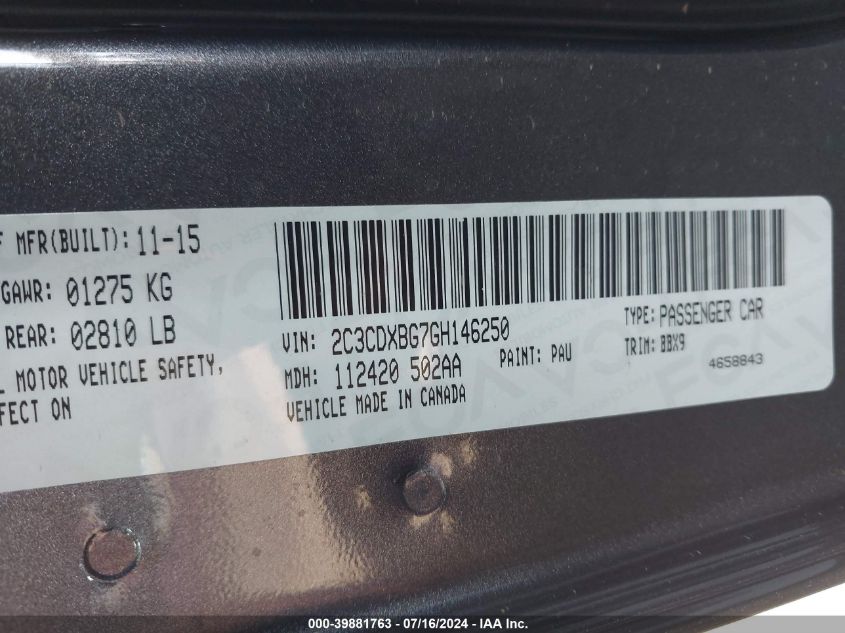 F MFR(BUILT): 11-15
GAWR: 01275 KG
REAR: 02810 LB
MOTOR VEHICLE SAFETY,
FECT ON
VIN: 2C3CDXBG7GH146250
MDH: 112420 502AA
PAINT: PAU
VEHICLE MADE IN CANADA
TYPE: PASSENGER CAR
TRIM: BBX9
4658843
000-39881763 - 07/16/2024 - IAA Inc.